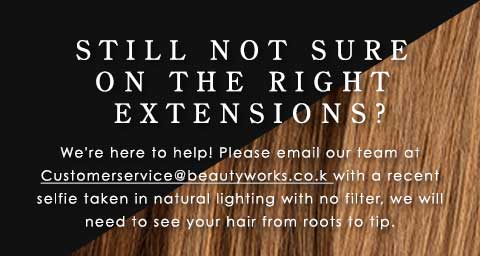 STILL NOT SURE
ON THE RIGHT
EXTENSIONS?
We're here to help! Please email our team at
Customerservice@beautyworks.co.k with a recent
selfie taken in natural lighting with no filter, we will
need to see your hair from roots to tip.